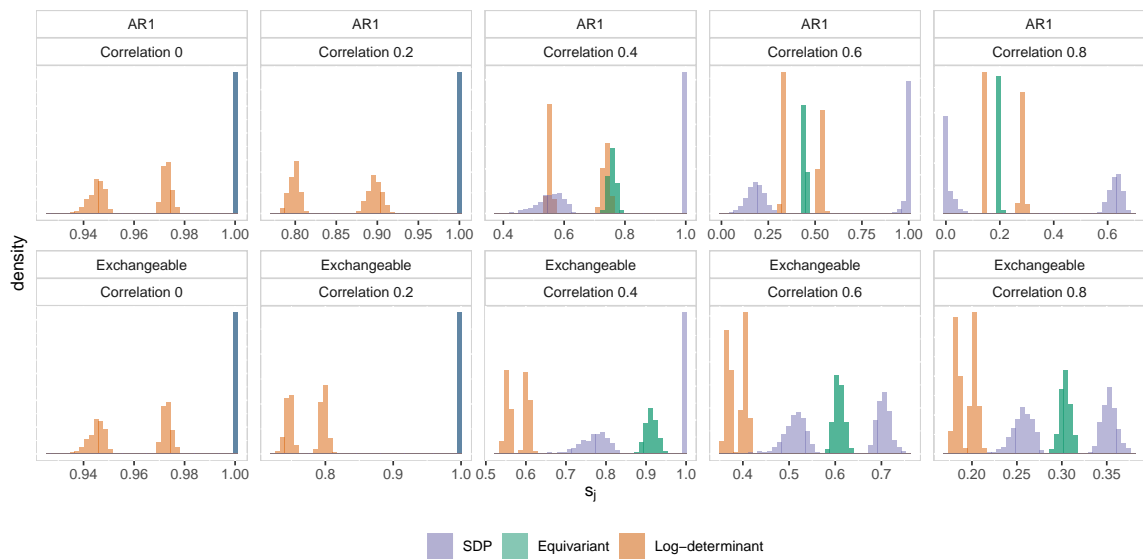 AR1 AR1 AR1 AR1 AR1
Correlation 0 Correlation 0.2 Correlation 0.4 Correlation 0.6 Correlation 0.8
0.94 0.96 0.98 1.00 0.80 0.90 1.00 0.4 0.6 0.8 1.0 0.00 0.25 0.50 0.75 1.00 0.0 0.2 0.4 0.6
density
Exchangeable Exchangeable Exchangeable Exchangeable Exchangeable
Correlation 0 Correlation 0.2 Correlation 0.4 Correlation 0.6 Correlation 0.8
0.94 0.96 0.98 1.00 0.8 0.9 1.0 0.5 0.6 0.7 0.8 0.9 1.0 0.4 0.5 0.6 0.7 0.20 0.25 0.30 0.35
sj
SDP Equivariant Log−determinant